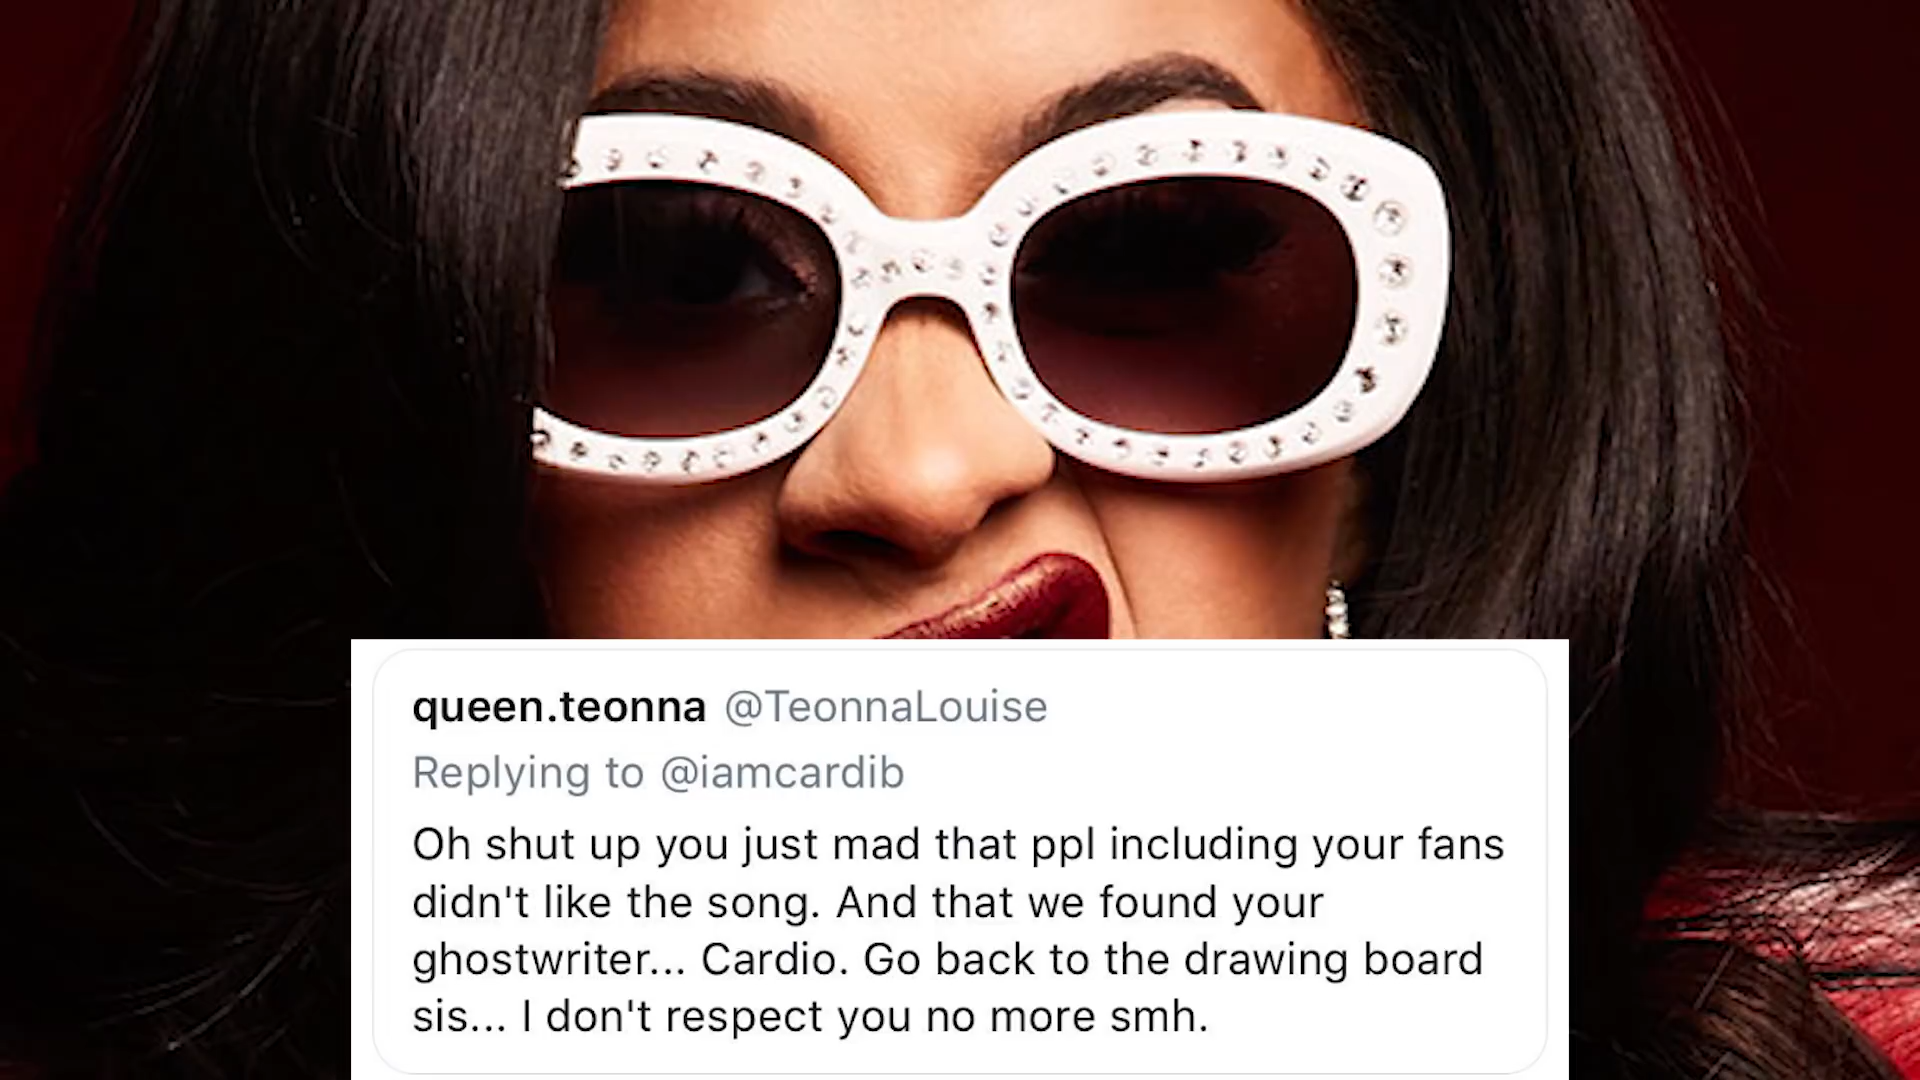 queen.teonna @TeonnaLouise
Replying to @iamcardib
Oh shut up you just mad that ppl including your fans
didn't like the song. And that we found your
ghostwriter... Cardio. Go back to the drawing board
sis... I don't respect you no more smh.